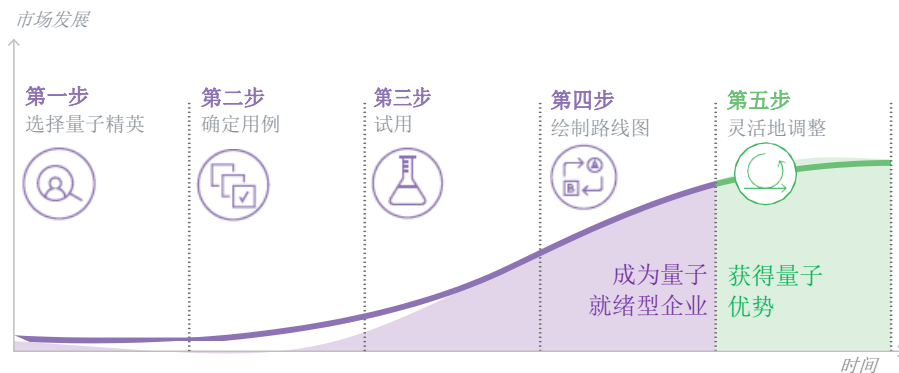 市场发展
第一步
选择量子精英
第二步
确定用例
第三步
试用
第四步
绘制路线图
第五步
灵活地调整
A
B
成为量子
就绪型企业
获得量子
优势
时间